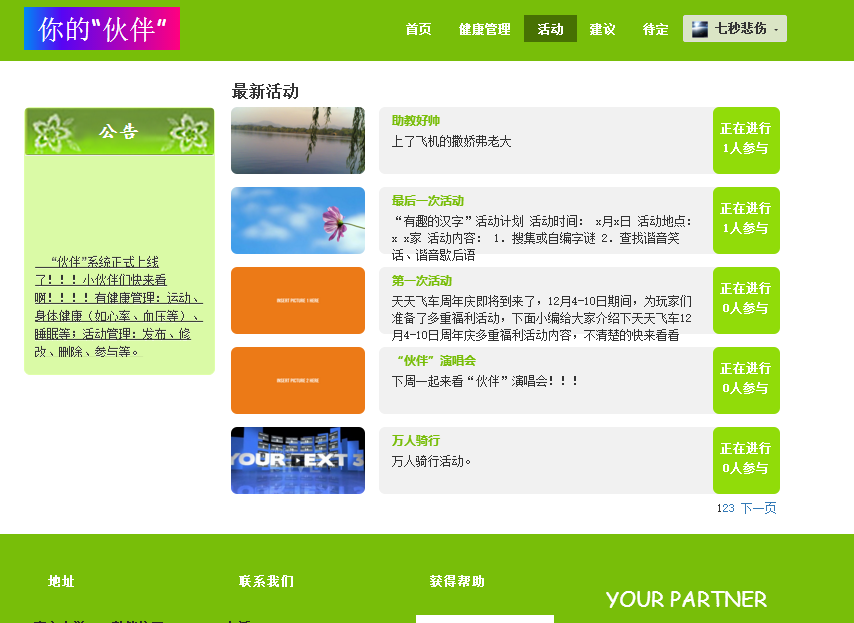 你的“伙伴“
首页 健康管理 活动 建议 待定 七秒悲伤
最新活动
公告
“伙伴”系统正式上线
了！！！小伙伴们快来看
啊！！！！有健康管理：运动、
身体健康（如心率、血压等）、
睡眠等；活动管理：发布、修
改、删除、参与等。
助教好帅
上了飞机的撒娇弗老大
正在进行
1人参与
最后一次活动
“有趣的汉字”活动计划 活动时间： x月x日 活动地点：
x x家 活动内容： 1．搜集或自编字谜 2．查找谐音笑
话、谐音歇后语
正在进行
1人参与
INSERT PICTURE 1 HERE
第一次活动
天天飞车周年庆即将到来了，12月4-10日期间，为玩家们
准备了多重福利活动，下面小编给大家介绍下天天飞车12
月4-10日周年庆多重福利活动内容，不清楚的快来看看
正在进行
0人参与
INSERT PICTURE 2 HERE
“伙伴”演唱会
下周一起来看“伙伴”演唱会！！！
正在进行
0人参与
YOUR TEXT 3
万人骑行
万人骑行活动。
正在进行
0人参与
123 下一页
地址 联系我们 获得帮助
YOUR PARTNER